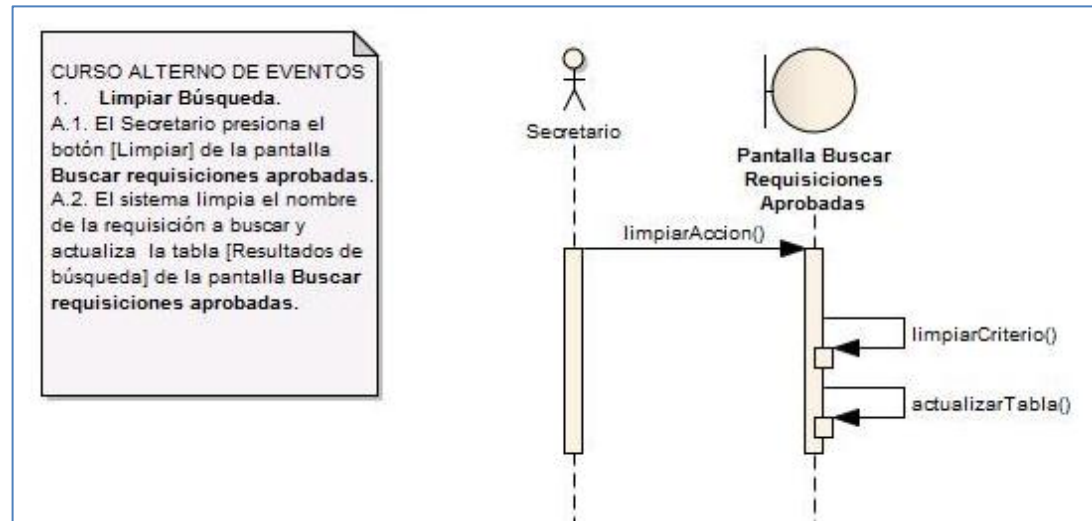 CURSO ALTERNO DE EVENTOS
1. Limpiar Búsqueda.
A.1. El Secretario presiona el
botón [Limpiar] de la pantalla
Buscar requisiciones aprobadas.
A.2. El sistema limpia el nombre
de la requisición a buscar y
actualiza la tabla [Resultados de
búsqueda] de la pantalla Buscar
requisiciones aprobadas.
Secretario
Pantalla Buscar
Requisiciones
Aprobadas
limpiarAccion()
limpiarCriterio()
actualizarTabla()